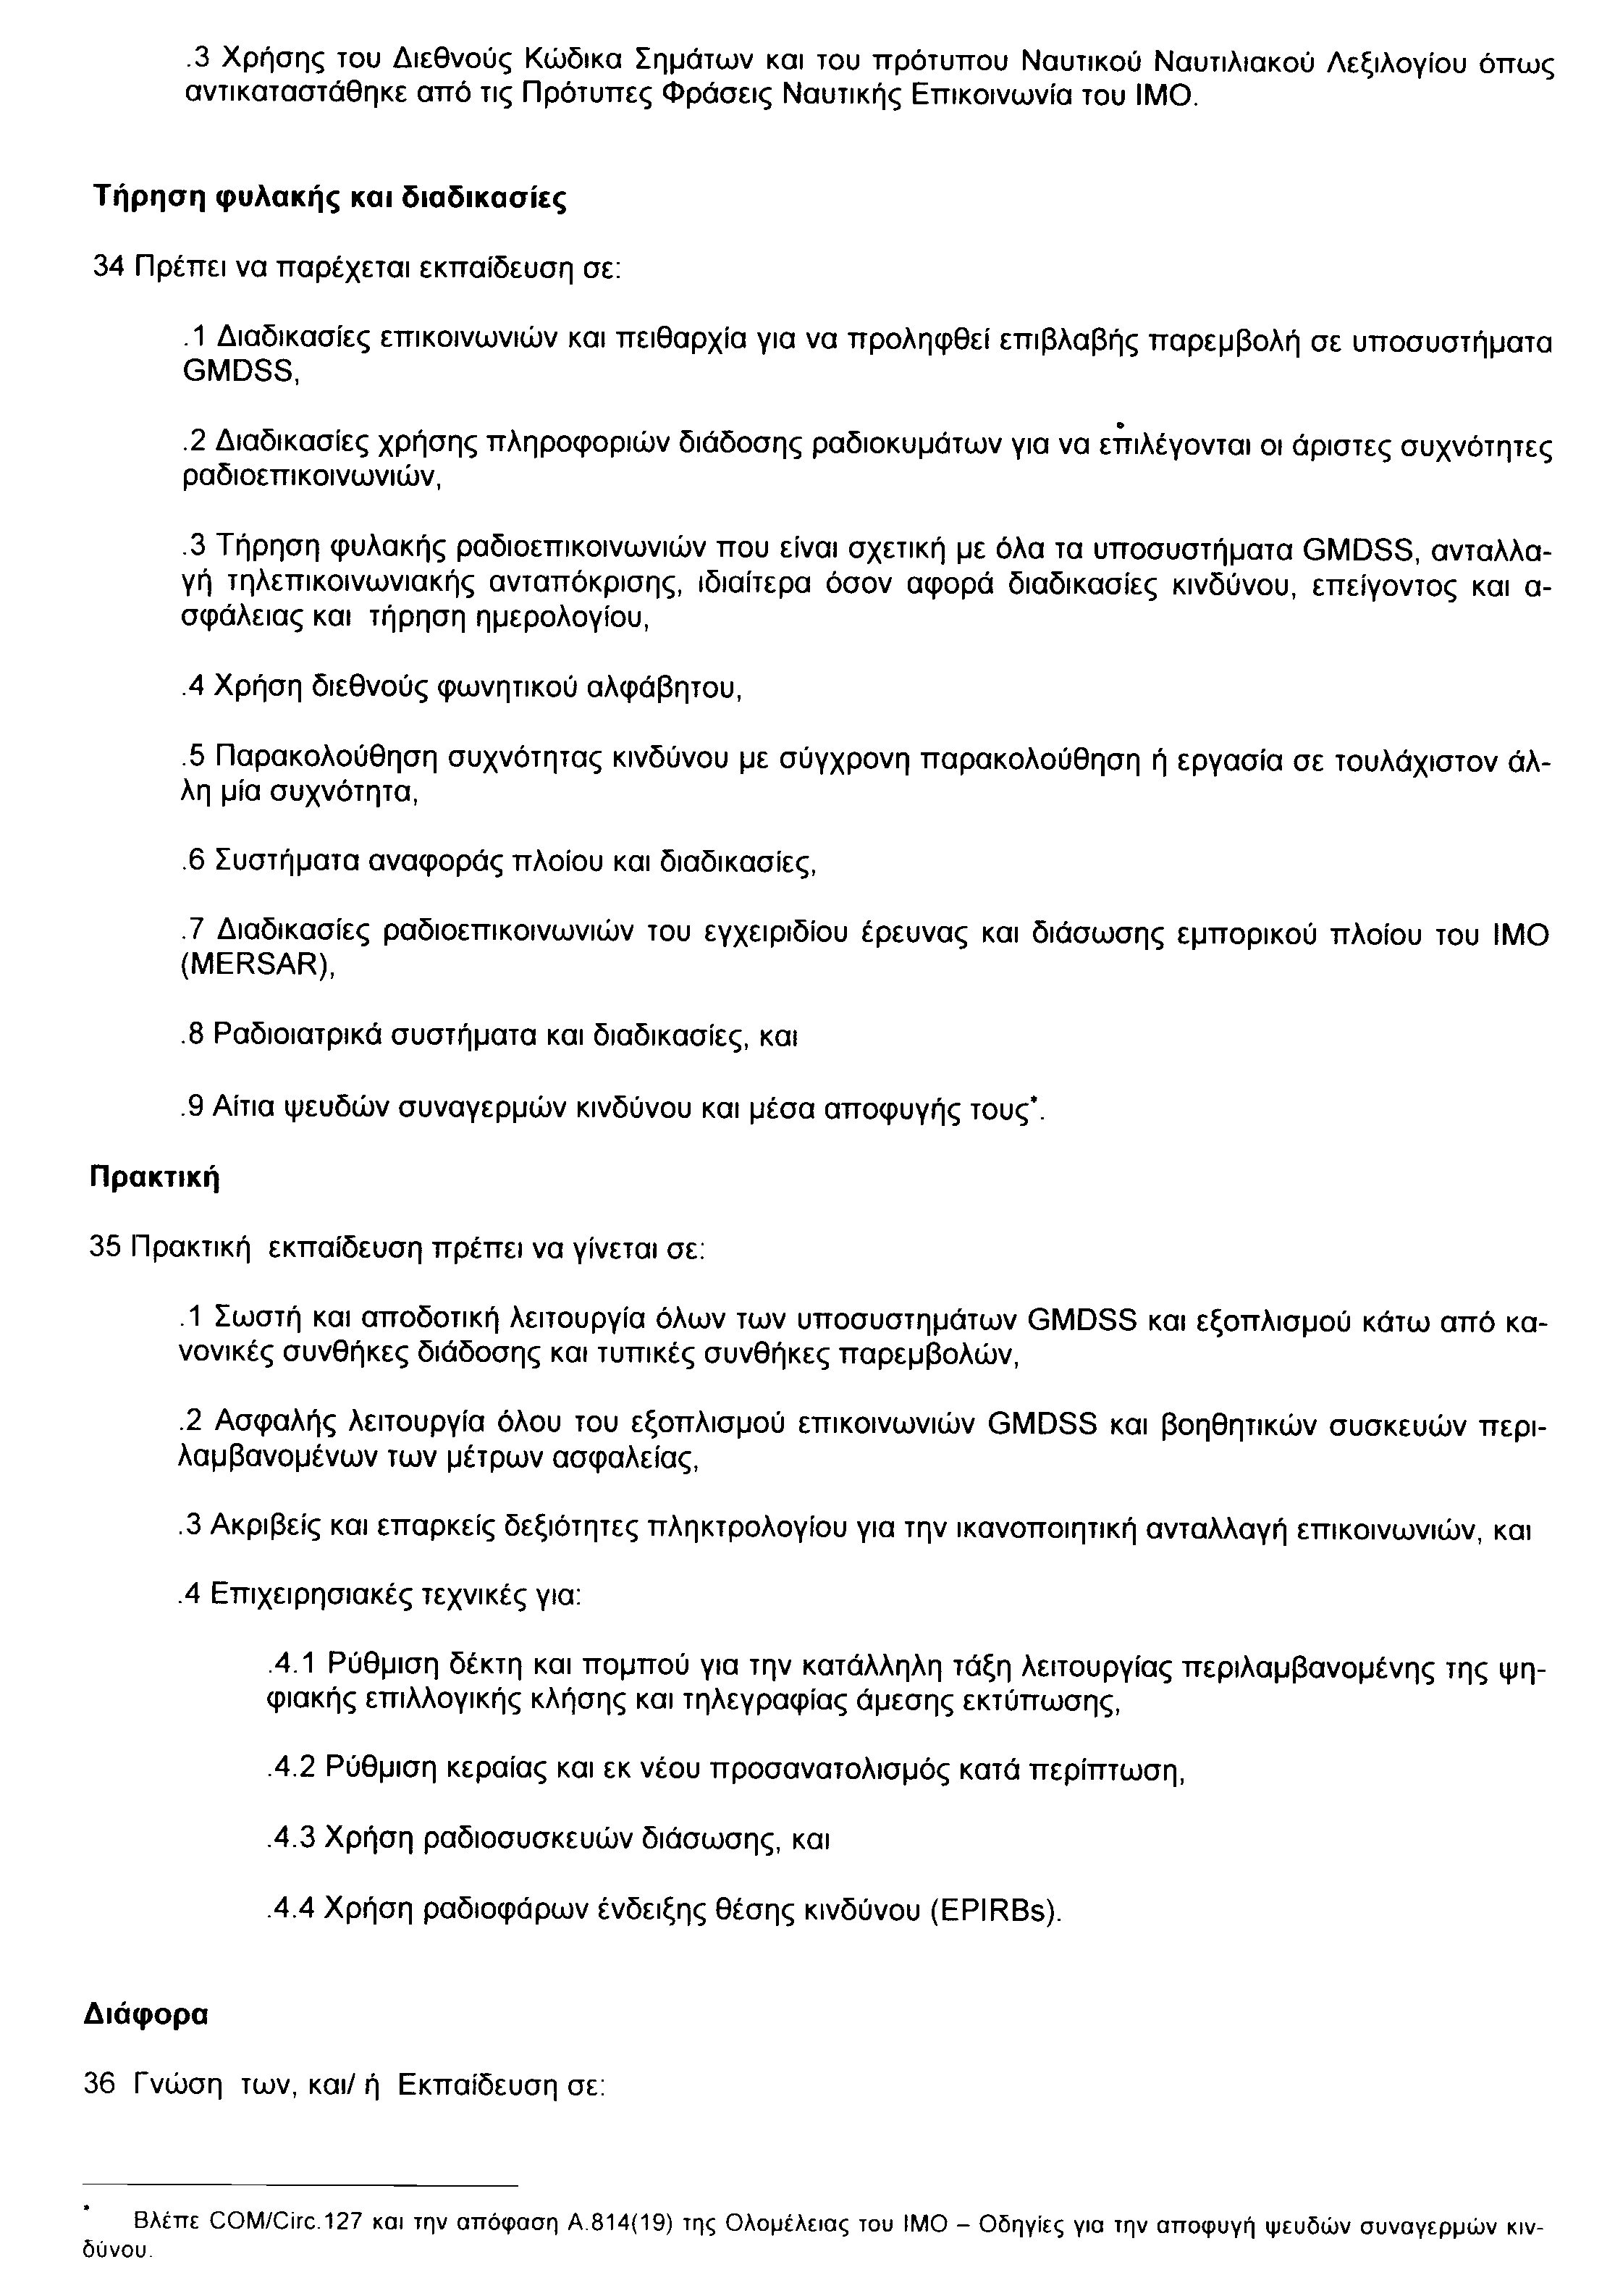 .3 Χρήσης του Διεθνούς Κώδικα Σημάτων και του πρότυπου Ναυτικού Ναυτιλιακού Λεξιλογίου όπως
αντικαταστάθηκε από τις Πρότυπες Φράσεις Ναυτικής Επικοινωνία του ΙΜΟ.
Τήρηση φυλακής και διαδικασίες
34 Πρέπει να παρέχεται εκπαίδευση σε:
.1 Διαδικασίες επικοινωνιών και πειθαρχία για να προληφθεί επιβλαβής παρεμβολή σε υποσυστήματα
GMDSS,
.2 Διαδικασίες χρήσης πληροφοριών διάδοσης ραδιοκυμάτων για να επιλέγονται οι άριστες συχνότητες
ραδιοεπικοινωνιών,
.3 Τήρηση φυλακής ραδιοεπικοινωνιών που είναι σχετική με όλα τα υποσυστήματα GMDSS, ανταλλα-
γή τηλεπικοινωνιακής ανταπόκρισης, ιδιαίτερα όσον αφορά διαδικασίες κινδύνου, επείγοντος και α-
σφάλειας και τήρηση ημερολογίου,
.4 Χρήση διεθνούς φωνητικού αλφάβητου,
.5 Παρακολούθηση συχνότητας κινδύνου με σύγχρονη παρακολούθηση ή εργασία σε τουλάχιστον άλ-
λη μία συχνότητα,
.6 Συστήματα αναφοράς πλοίου και διαδικασίες,
.7 Διαδικασίες ραδιοεπικοινωνιών του εγχειριδίου έρευνας και διάσωσης εμπορικού πλοίου του ΙΜΟ
(MERSAR),
.8 Ραδιοιατρικά συστήματα και διαδικασίες, και
.9 Αίτια ψευδών συναγερμών κινδύνου και μέσα αποφυγής τους*.
Πρακτική
35 Πρακτική εκπαίδευση πρέπει να γίνεται σε:
.1 Σωστή και αποδοτική λειτουργία όλων των υποσυστημάτων GMDSS και εξοπλισμού κάτω από κα-
νονικές συνθήκες διάδοσης και τυπικές συνθήκες παρεμβολών,
.2 Ασφαλής λειτουργία όλου του εξοπλισμού επικοινωνιών GMDSS και βοηθητικών συσκευών περι-
λαμβανομένων των μέτρων ασφαλείας,
.3 Ακριβείς και επαρκείς δεξιότητες πληκτρολογίου για την ικανοποιητική ανταλλαγή επικοινωνιών, και
.4 Επιχειρησιακές τεχνικές για:
.4.1 Ρύθμιση δέκτη και πομπού για την κατάλληλη τάξη λειτουργίας περιλαμβανομένης της ψη-
φιακής επιλλογικής κλήσης και τηλεγραφίας άμεσης εκτύπωσης,
.4.2 Ρύθμιση κεραίας και εκ νέου προσανατολισμός κατά περίπτωση,
.4.3 Χρήση ραδιοσυσκευών διάσωσης, και
.4.4 Χρήση ραδιοφάρων ένδειξης θέσης κινδύνου (EPIRBs).
Διάφορα
36 Γνώση των, και/ ή Εκπαίδευση σε:
* Βλέπε COM/Circ.127 και την απόφαση Α.814(19) της Ολομέλειας του ΙΜΟ – Οδηγίες για την αποφυγή ψευδών συναγερμών κιν-
δύνου.